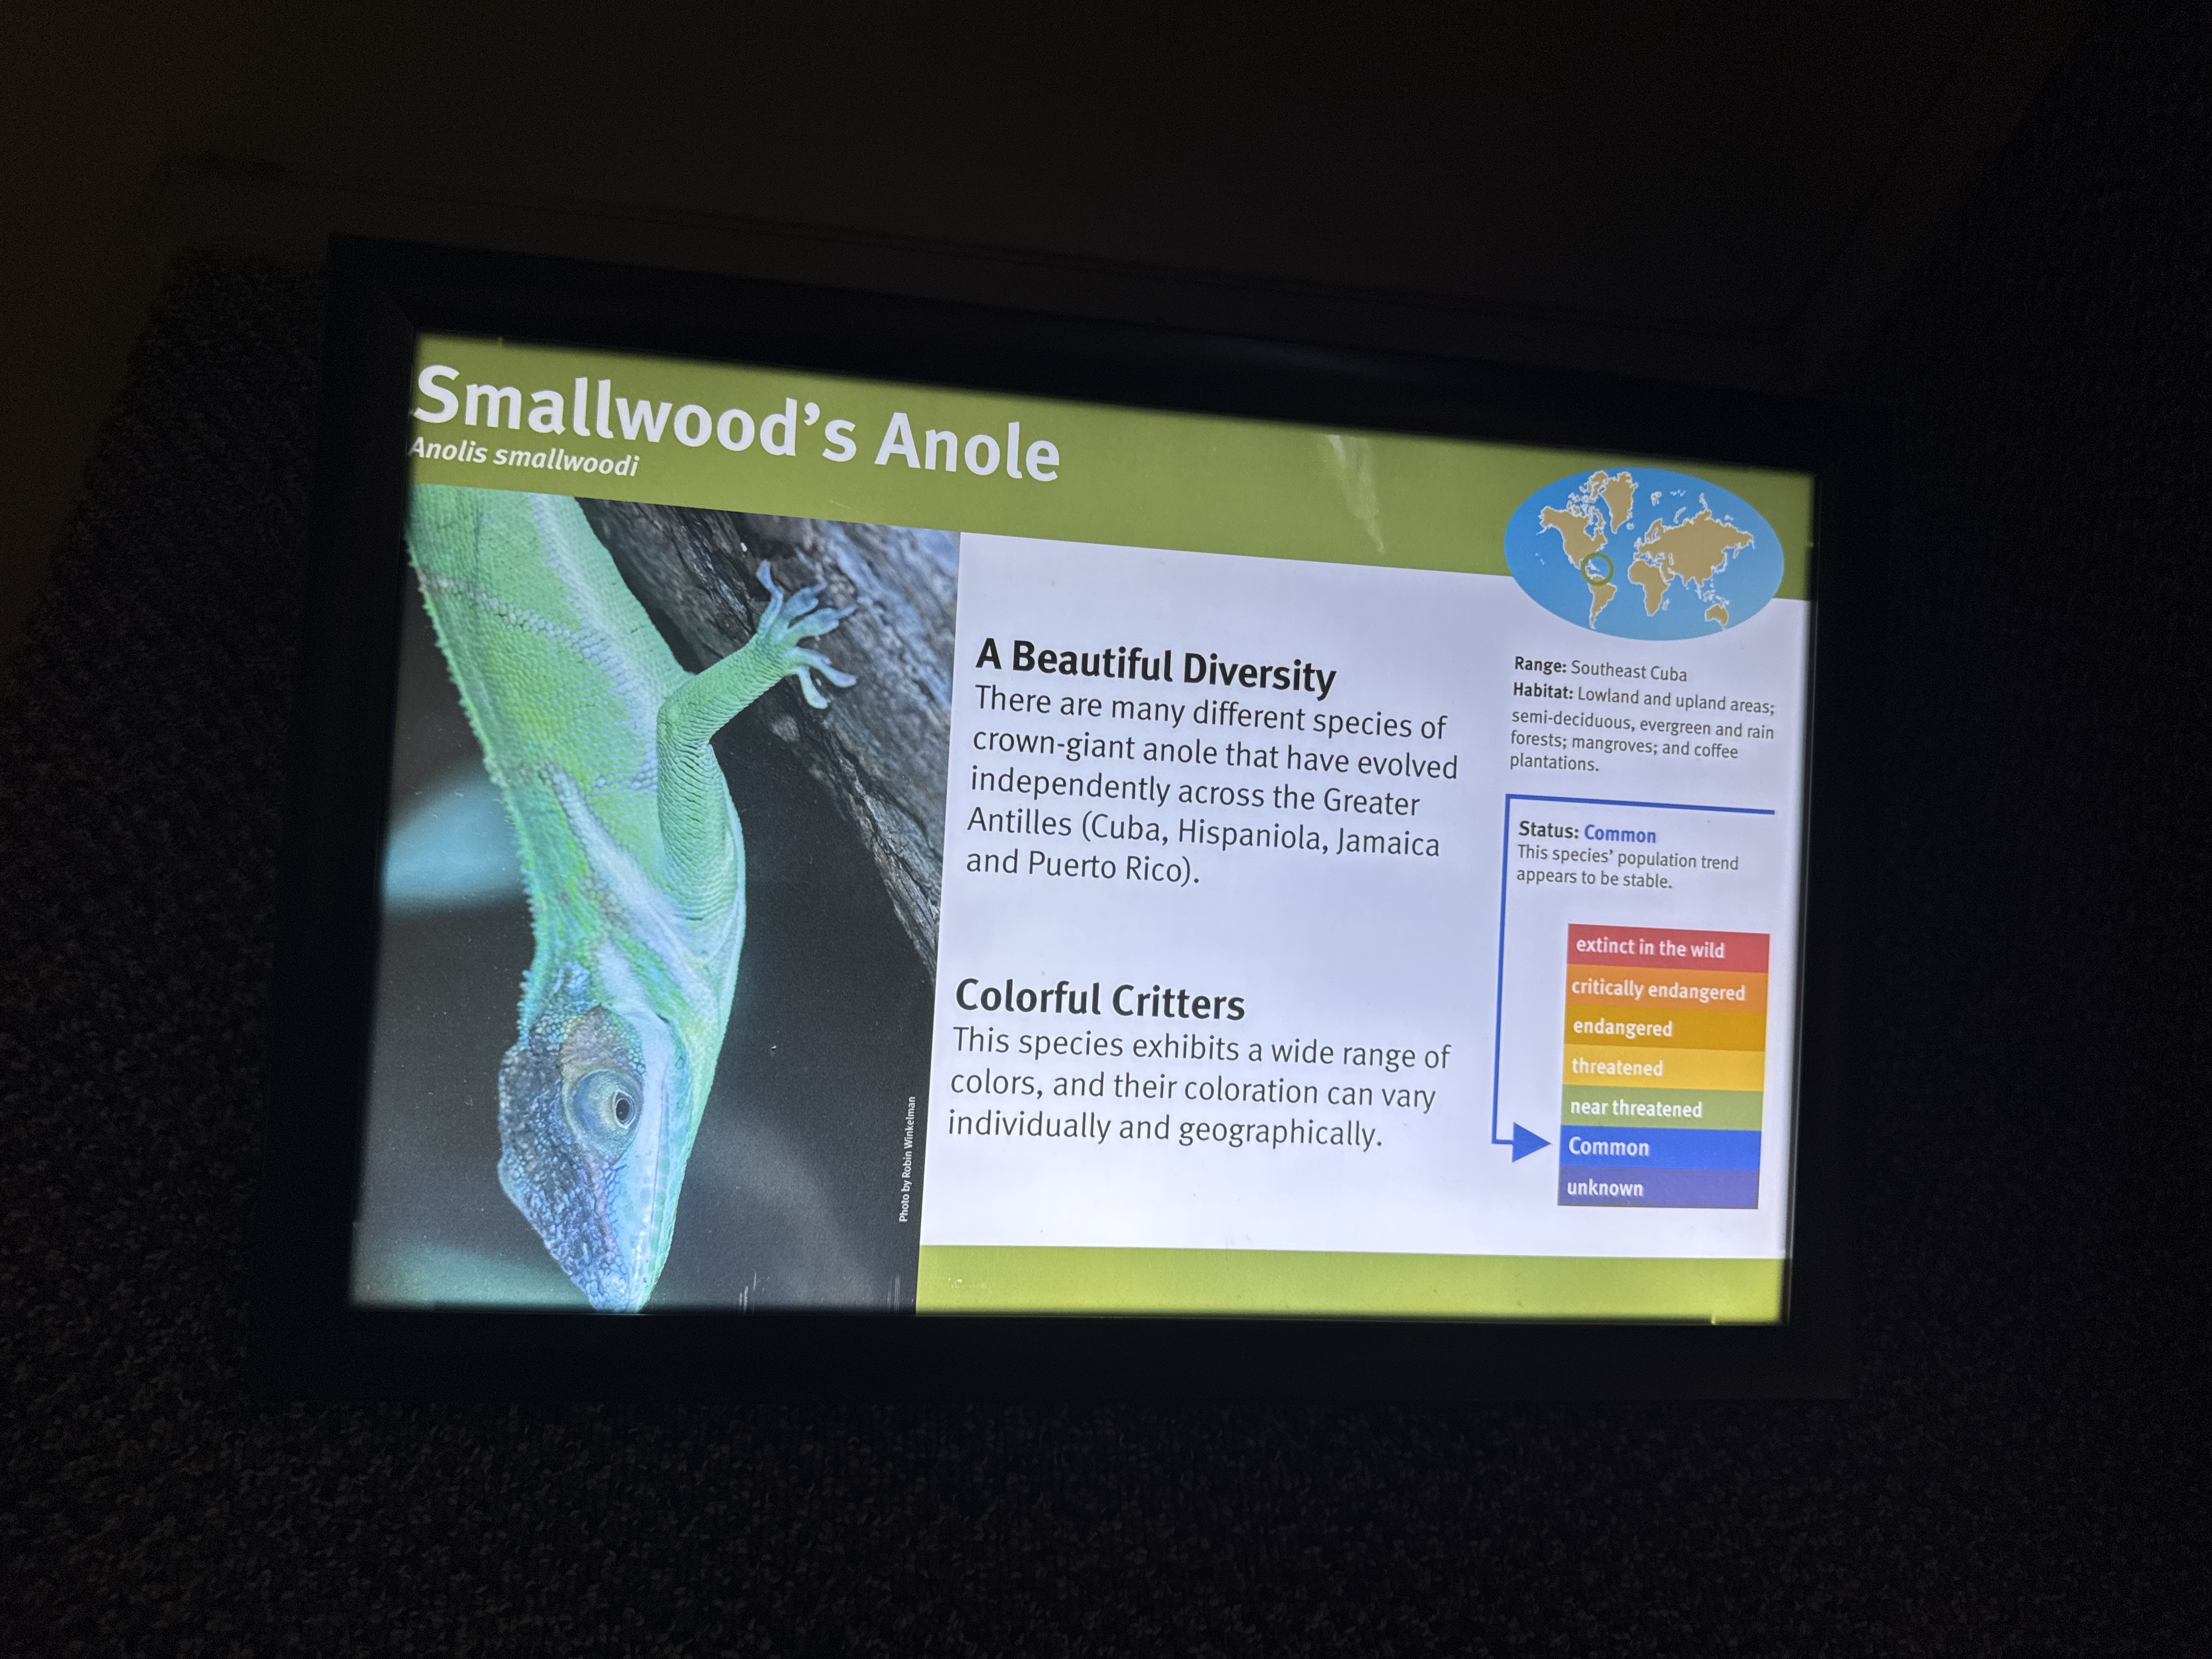 Smallwood's Anole
Anolis smallwoodi
A Beautiful Diversity
There are many different species of
crown-giant anole that have evolved
independently across the Greater
Antilles (Cuba, Hispaniola, Jamaica
and Puerto Rico).
Colorful Critters
This species exhibits a wide range of
colors, and their coloration can vary
individually and geographically.
Photo by Robin Winkelman
Range: Southeast Cuba
Habitat: Lowland and upland areas;
semi-deciduous, evergreen and rain
forests; mangroves; and coffee
plantations.
Status: Common
This species' population trend
appears to be stable.
extinct in the wild
critically endangered
endangered
threatened
near threatened
Common
unknown